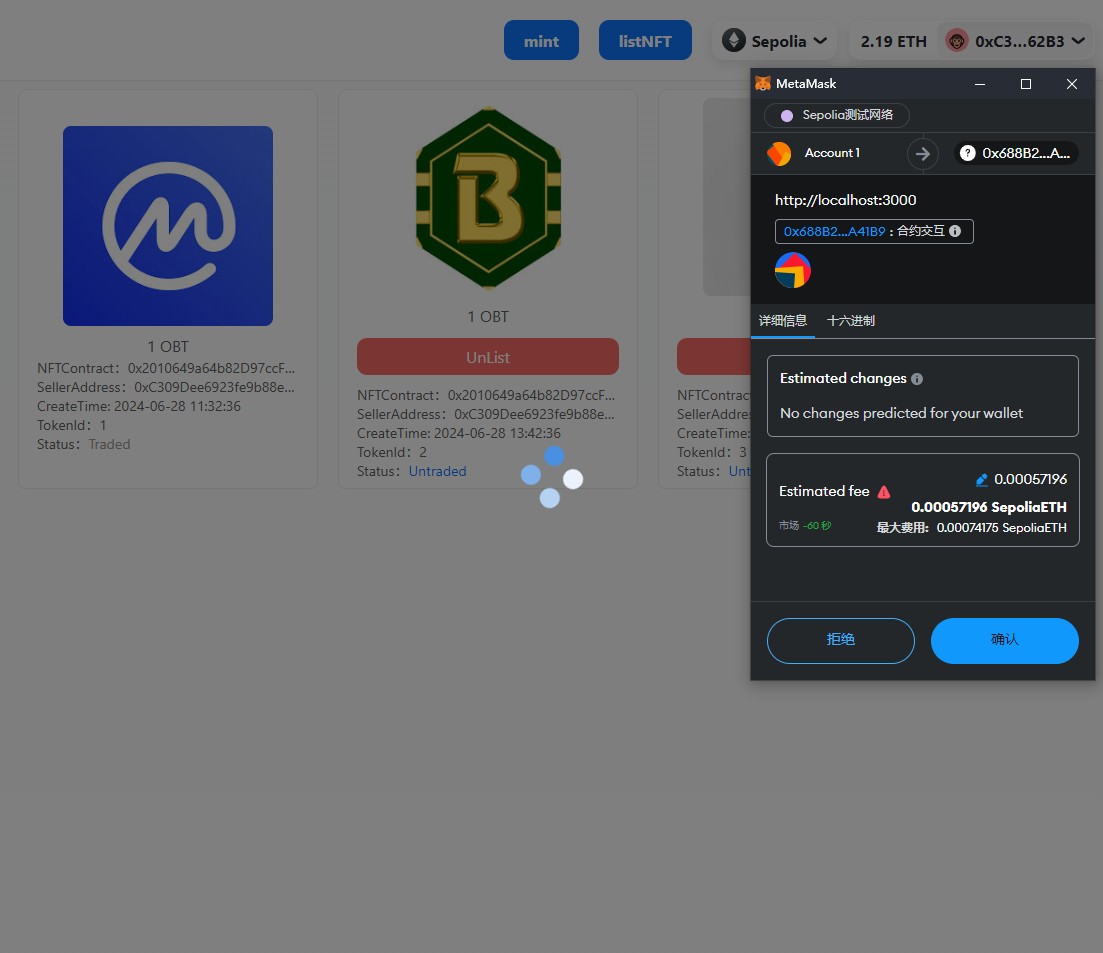 mint
listNFT
Sepolia
2.19 ETH
0xC3...62B3
1 OBT
NFTContract：0x2010649a64b82D97ccF...
SellerAddress：0xC309Dee6923fe9b88e...
CreateTime: 2024-06-28 11:32:36
TokenId：1
Status：Traded
B
1 OBT
UnList
NFTContract：0x2010649a64b82D97ccF...
SellerAddress：0xC309Dee6923fe9b88e...
CreateTime: 2024-06-28 13:42:36
TokenId：2
Status：Untraded
NFTContrac
SellerAddre
CreateTime:
TokenId：3
Status：Unt
MetaMask
Sepolia测试网络
Account 1
? 0x688B2...A...
http://localhost:3000
0x688B2...A41B9 : 合约交互
详细信息
十六进制
Estimated changes
No changes predicted for your wallet
0.00057196
Estimated fee
0.00057196 SepoliaETH
市场 -60 秒
最大费用: 0.00074175 SepoliaETH
拒绝
确认